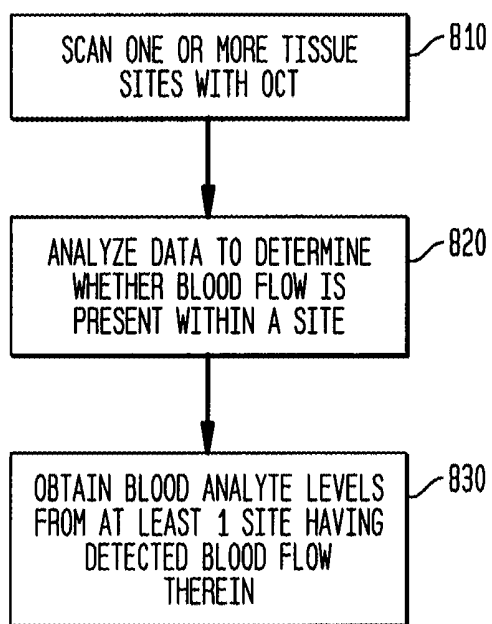 SCAN ONE OR MORE TISSUE
SITES WITH OCT
810
ANALYZE DATA TO DETERMINE
WHETHER BLOOD FLOW IS
PRESENT WITHIN A SITE
820
OBTAIN BLOOD ANALYTE LEVELS
FROM AT LEAST 1 SITE HAVING
DETECTED BLOOD FLOW
THEREIN
830